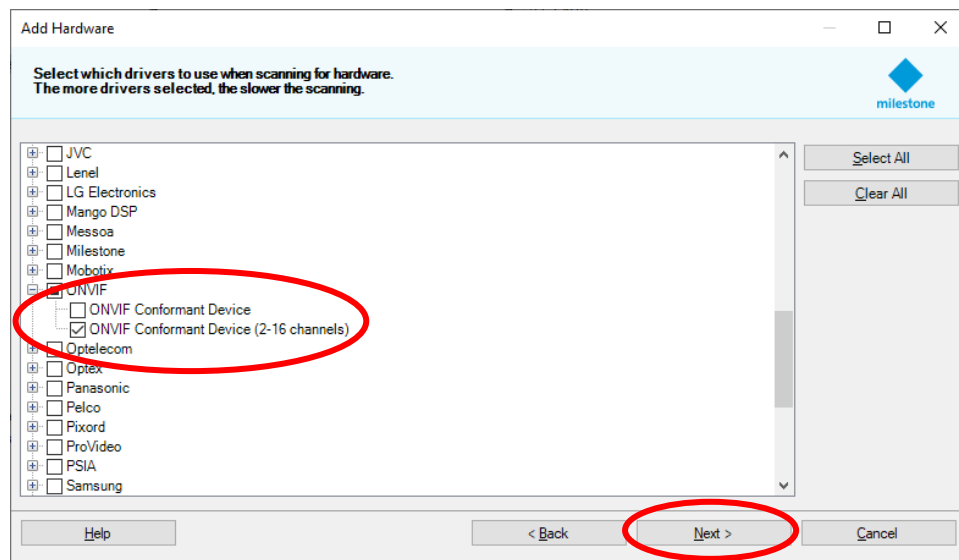 Add Hardware
Select which drivers to use when scanning for hardware.
The more drivers selected, the slower the scanning.
milestone
JVC
Lenel
LG Electronics
Mango DSP
Messoa
Milestone
Mobotix
ONVIF
ONVIF Conformant Device
ONVIF Conformant Device (2-16 channels)
Optelecom
Optex
Panasonic
Pelco
Pixord
ProVideo
PSIA
Samsung
Select All
Clear All
Help
< Back
Next >
Cancel